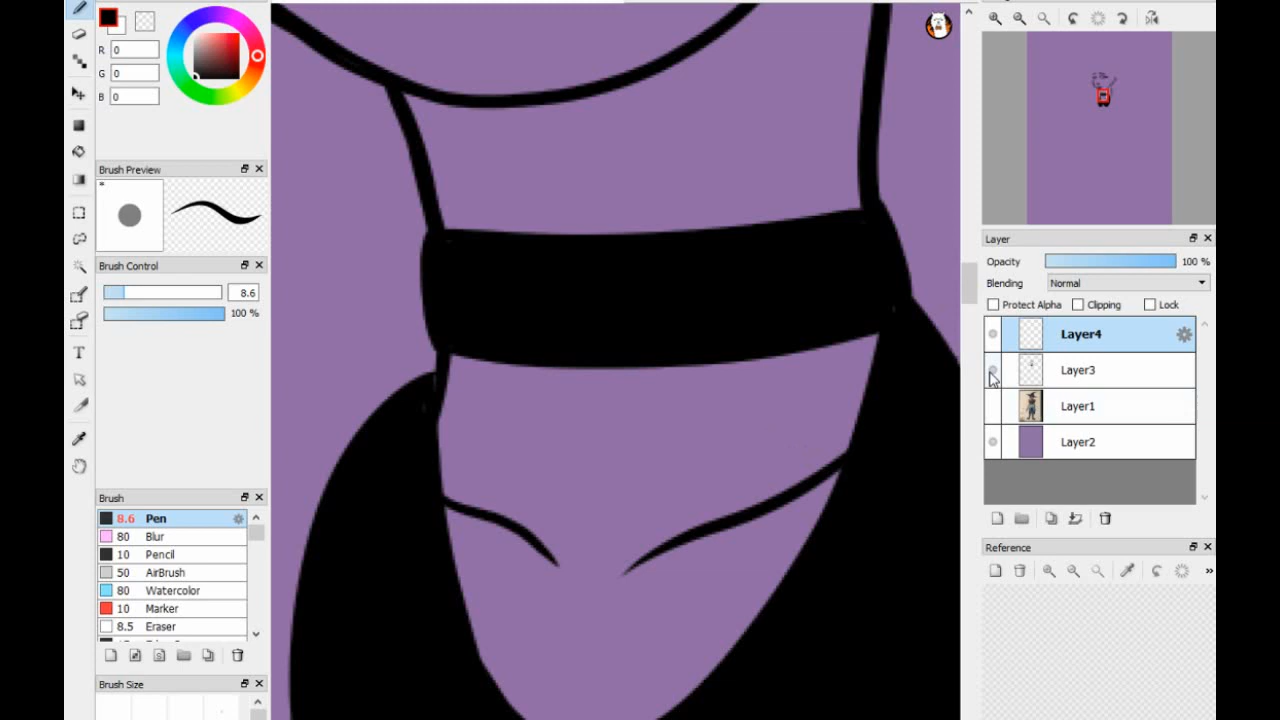 R 0
G 0
B 0
Brush Preview
Brush Control
8.6
100 %
Brush
8.6 Pen
80 Blur
10 Pencil
50 AirBrush
80 Watercolor
10 Marker
8.5 Eraser
Brush Size
Layer
Opacity 100 %
Blending Normal
Protect Alpha Clipping Lock
Layer4
Layer3
Layer1
Layer2
Reference